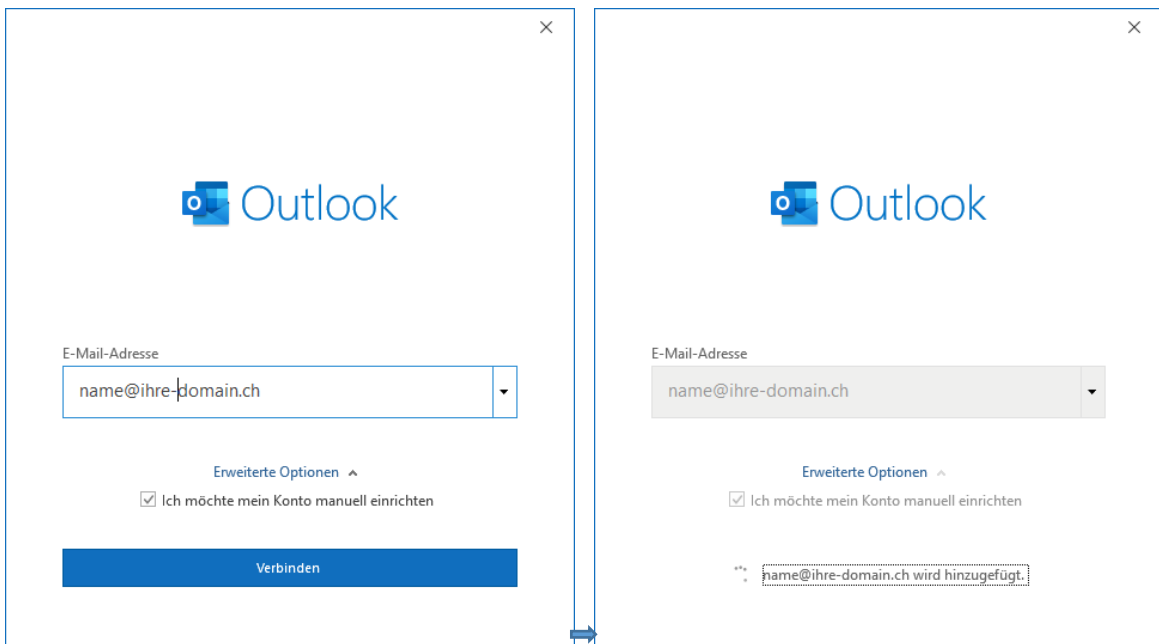 Outlook
E-Mail-Adresse
name@ihre-domain.ch
Erweiterte Optionen
Ich möchte mein Konto manuell einrichten
Verbinden
Outlook
E-Mail-Adresse
name@ihre-domain.ch
Erweiterte Optionen
Ich möchte mein Konto manuell einrichten
name@ihre-domain.ch wird hinzugefügt.